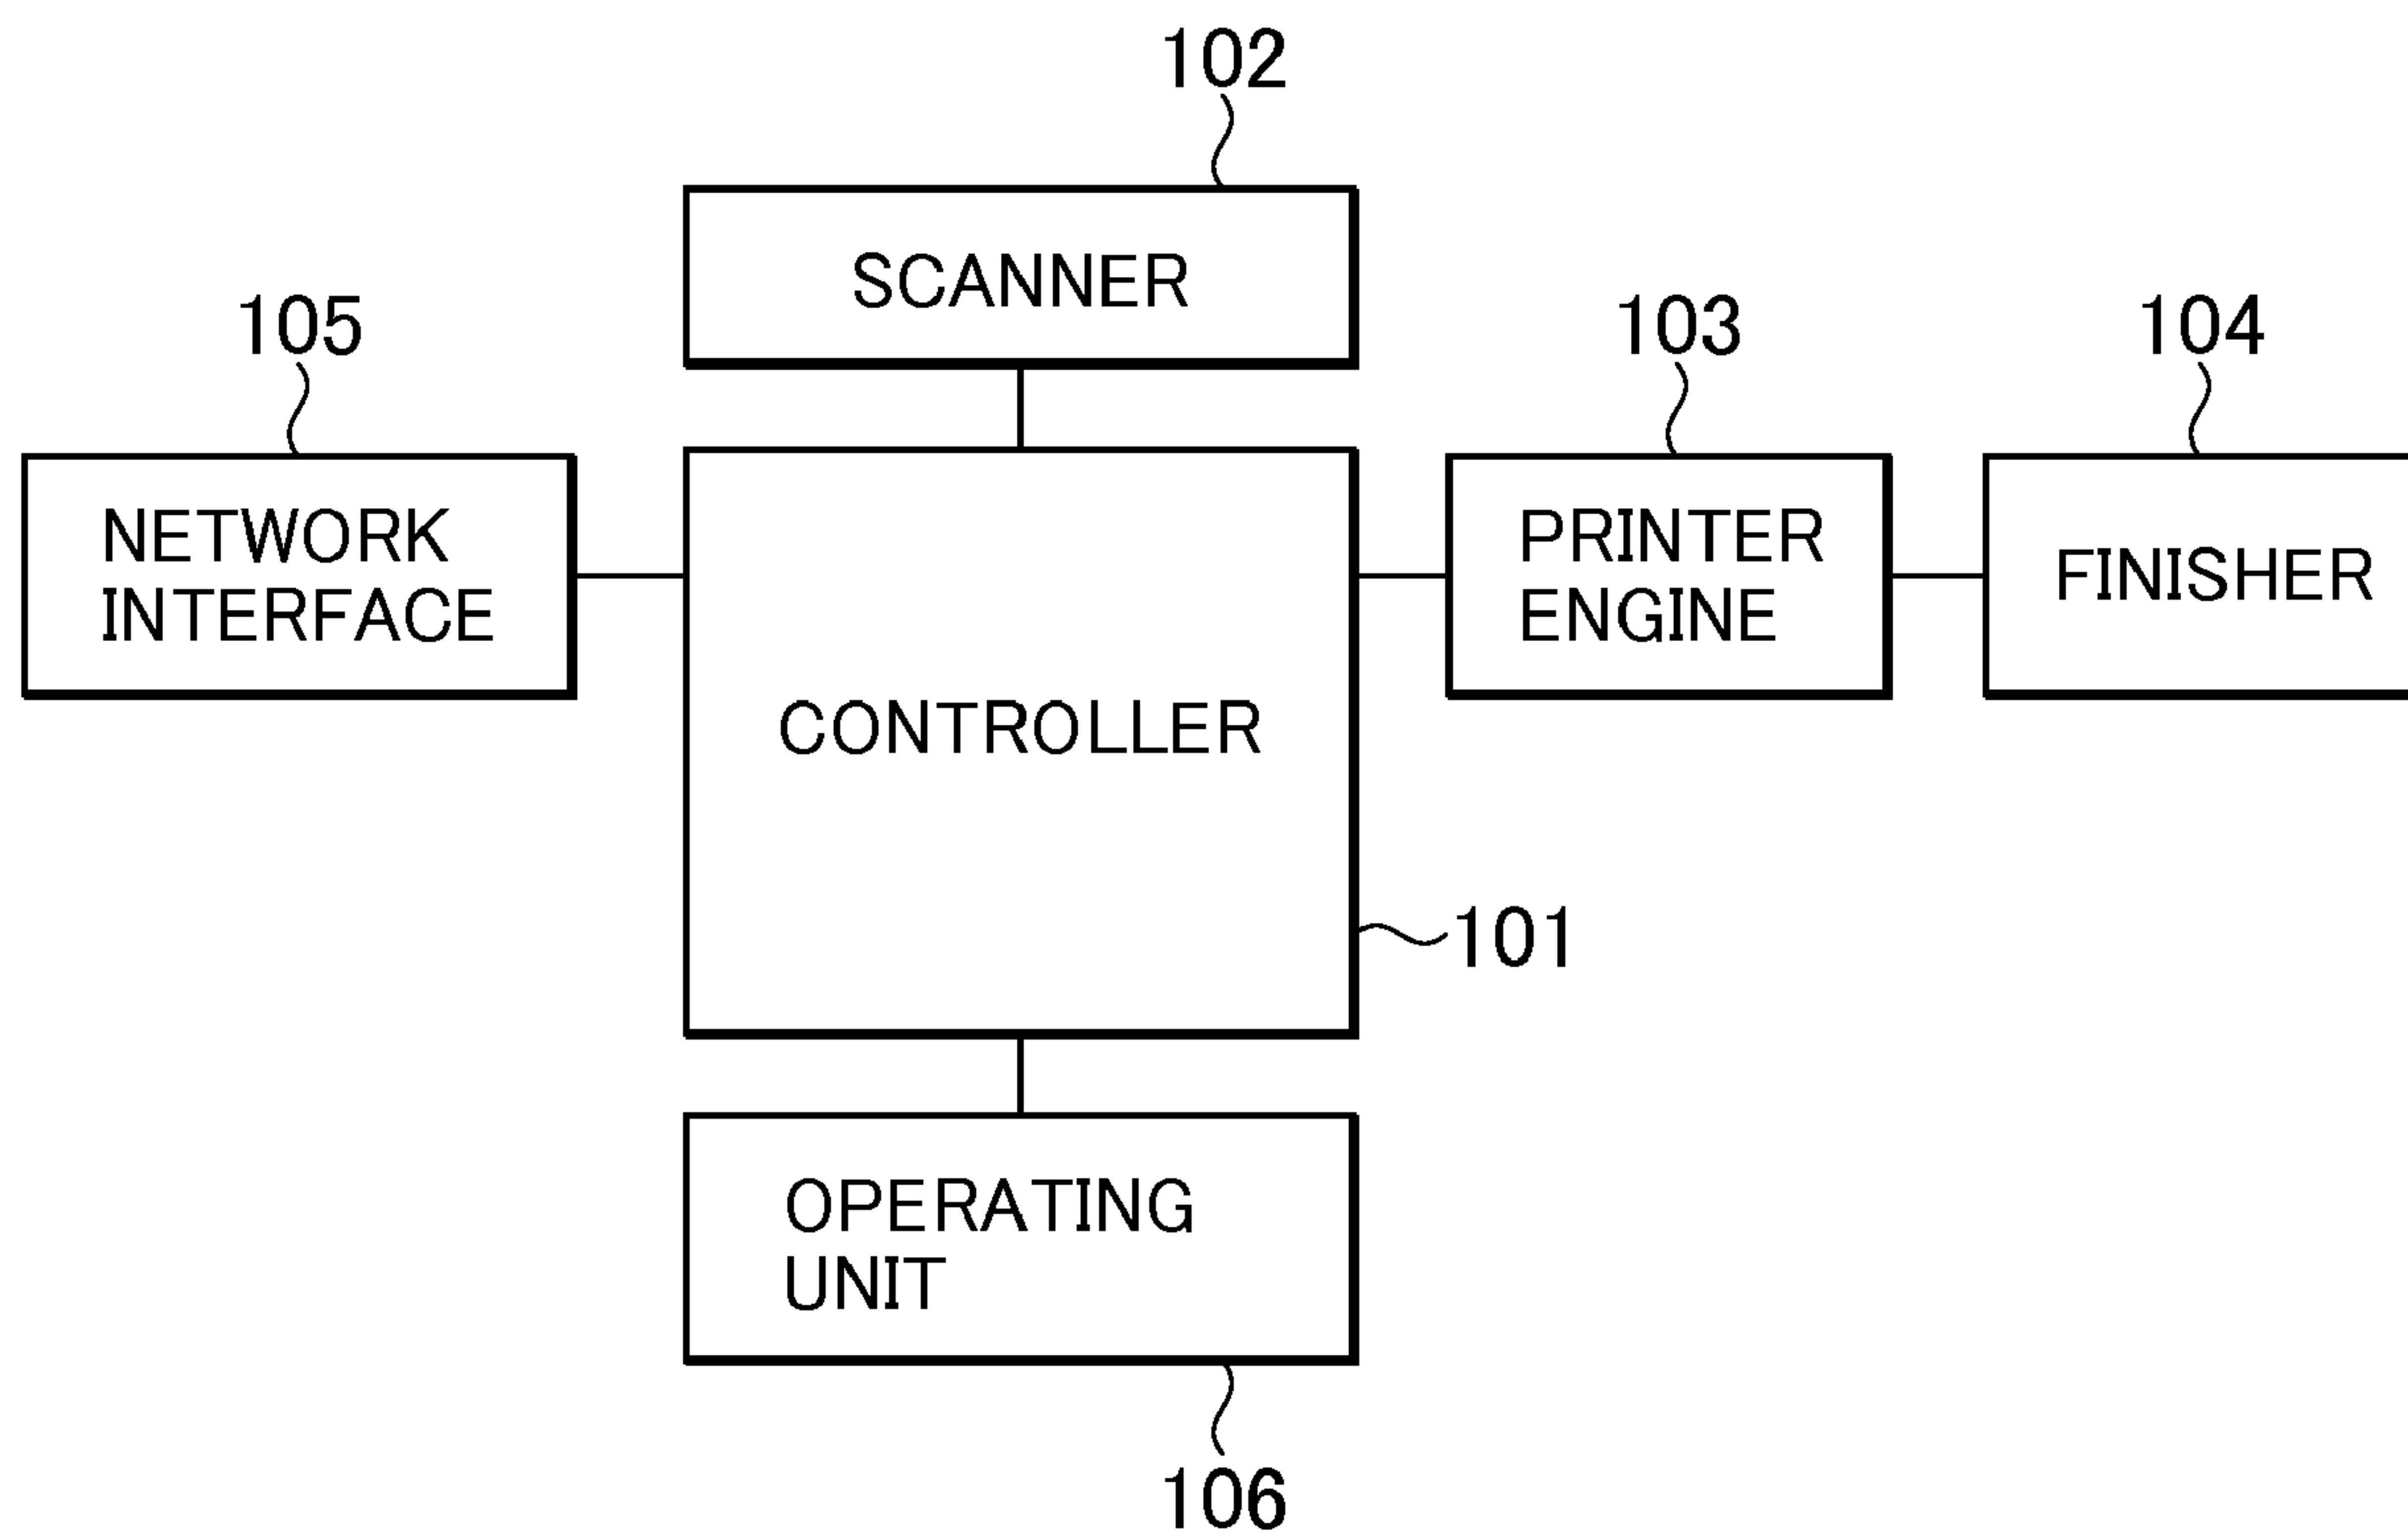 102
SCANNER
105
NETWORK
INTERFACE
CONTROLLER
101
103
PRINTER
ENGINE
104
FINISHER
OPERATING
UNIT
106